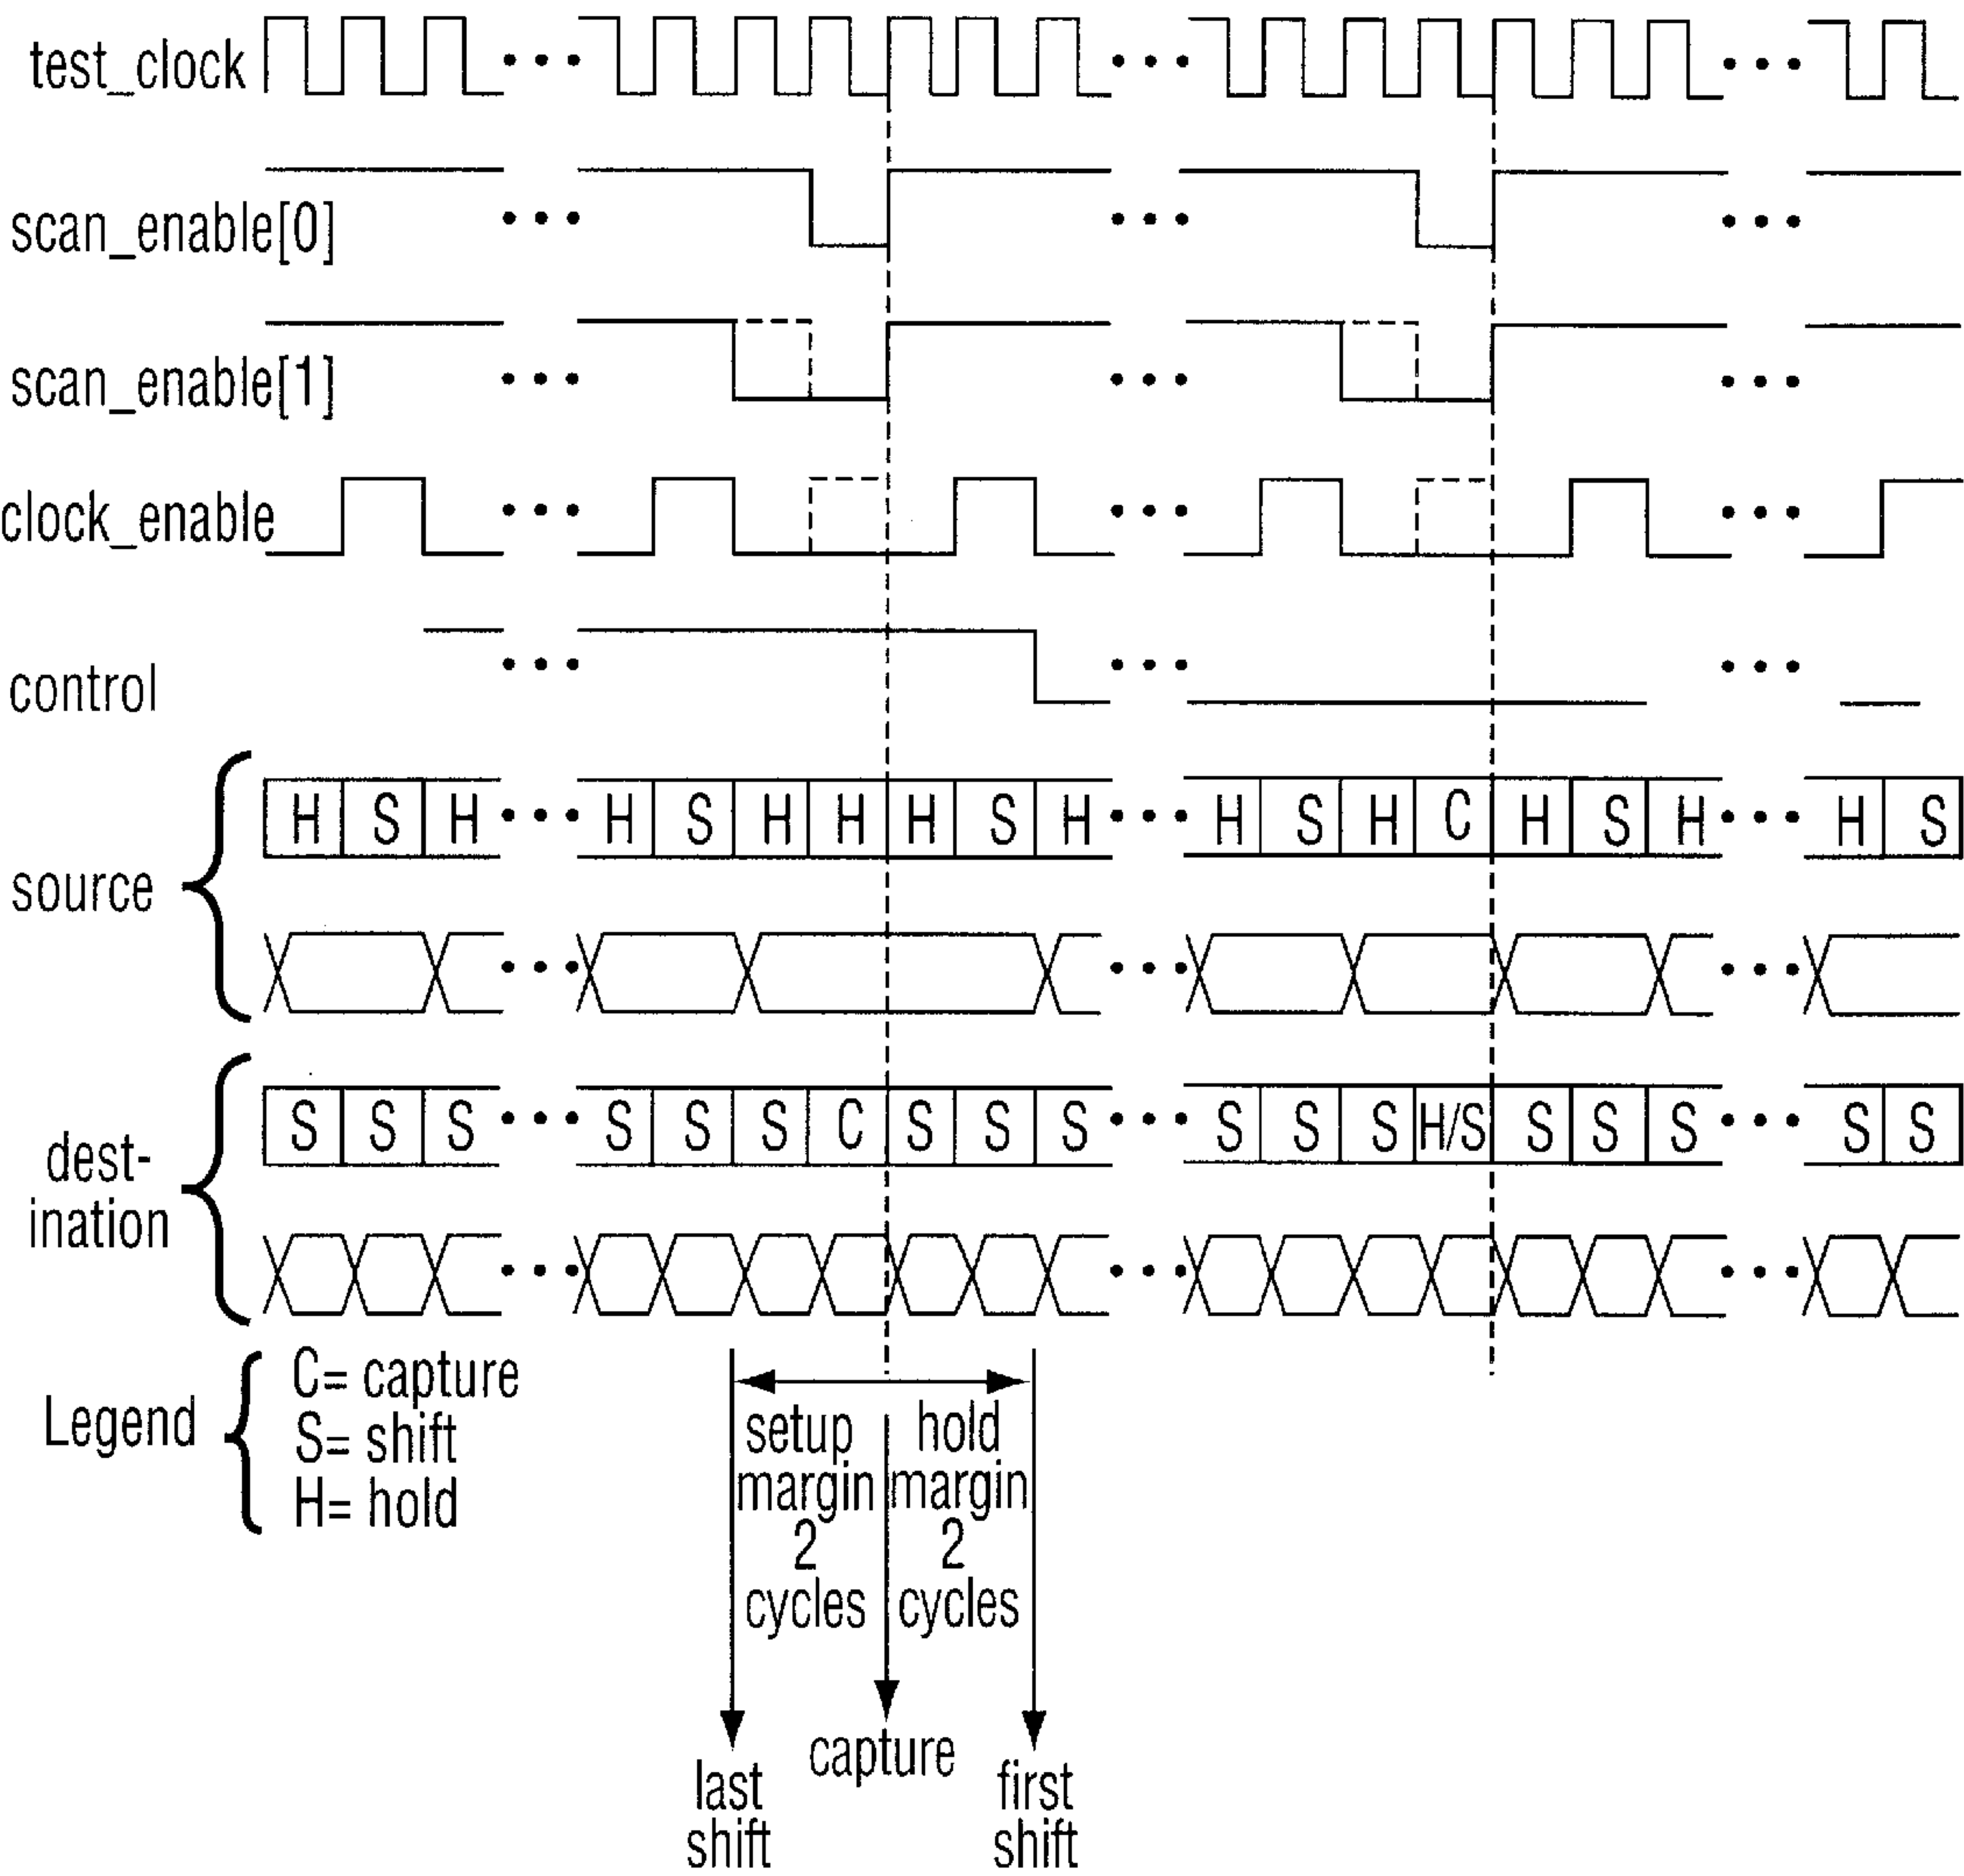 test_clock
scan_enable[0]
scan_enable[1]
clock_enable
control
source
H S H ••• H S H H H S H ••• H S H C H S H ••• H S
dest-
ination
S S S ••• S S S C S S S ••• S S S H/S S S S ••• S S
Legend
C= capture
S= shift
H= hold
setup
margin
2
cycles
hold
margin
2
cycles
last
shift
capture
first
shift